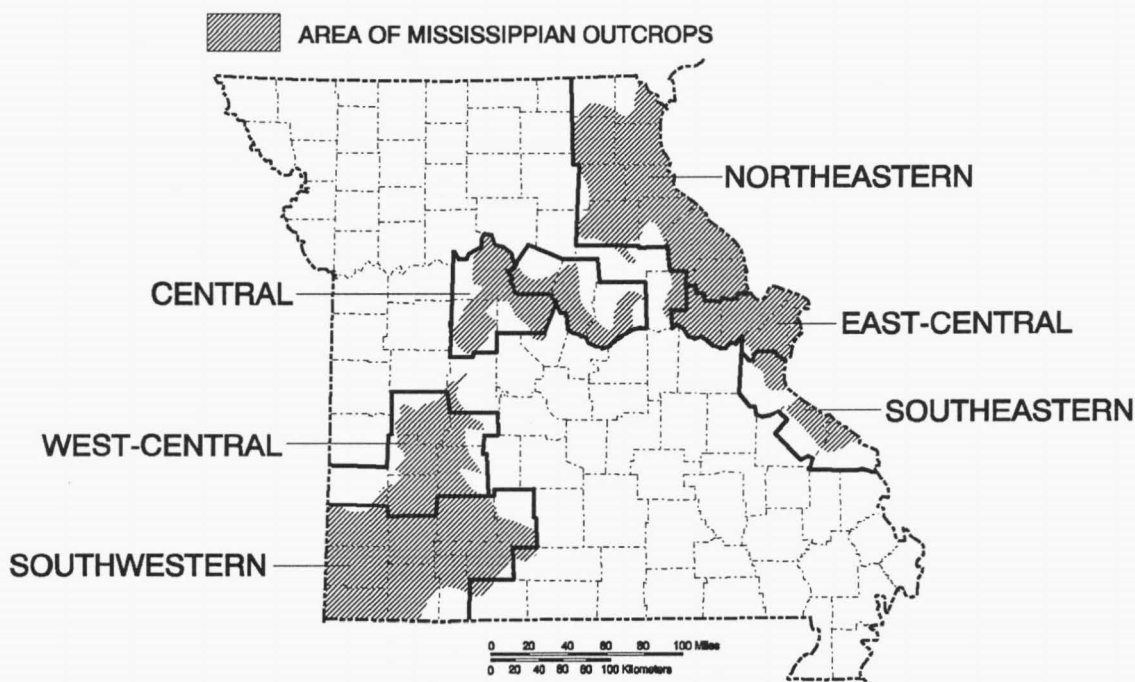 AREA OF MISSISSIPPIAN OUTCROPS
NORTHEASTERN
CENTRAL
EAST-CENTRAL
SOUTHEASTERN
WEST-CENTRAL
SOUTHWESTERN
0 20 40 60 80 100 Miles
0 20 40 60 80 100 Kilometers